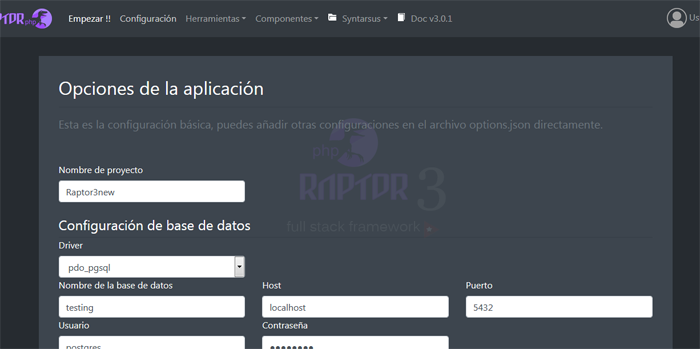 PTDR php Empezar !! Configuración Herramientas Componentes Syntarsus Doc v3.0.1 Us
Opciones de la aplicación
Esta es la configuración básica, puedes añadir otras configuraciones en el archivo options.json directamente.
php
RAPTOR 3
full stack framework
Nombre de proyecto
Raptor3new
Configuración de base de datos
Driver
pdo_pgsql
Nombre de la base de datos Host Puerto
testing localhost 5432
Usuario Contraseña
postgres ●●●●●●●●